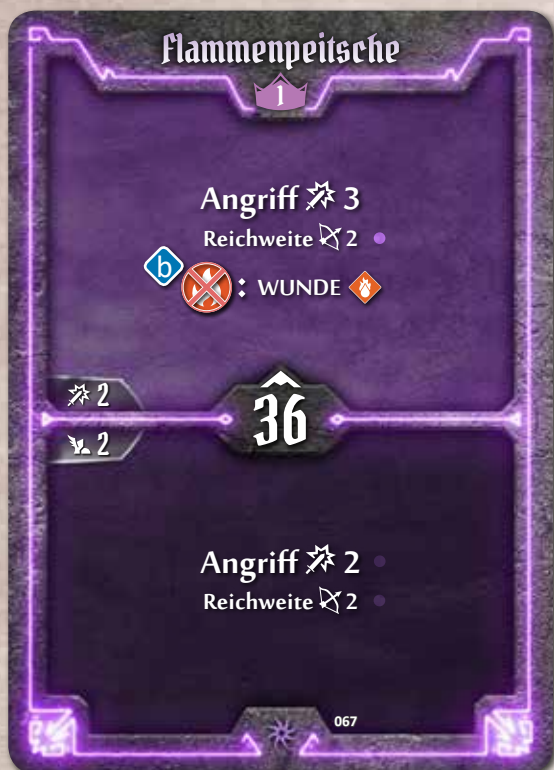 Flammenpeitsche
1
Angriff 3
Reichweite 2
b : WUNDE
2
36
2
Angriff 2
Reichweite 2
067